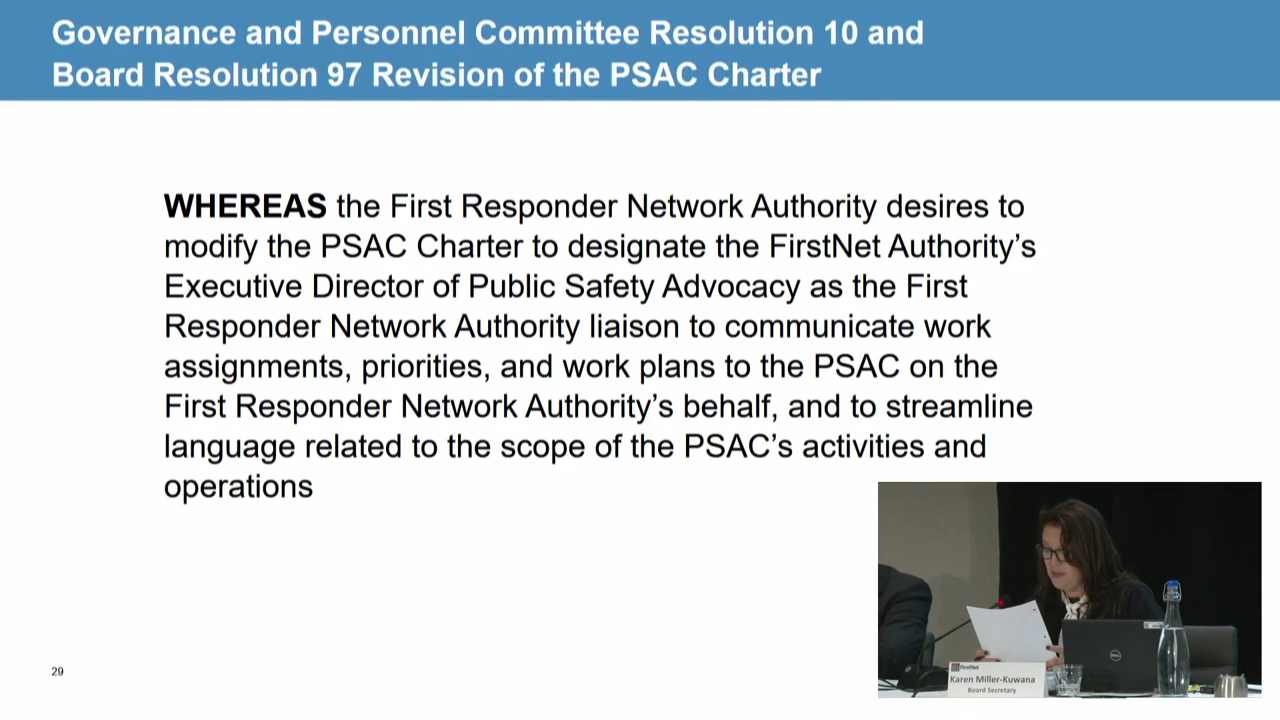 Governance and Personnel Committee Resolution 10 and
Board Resolution 97 Revision of the PSAC Charter
WHEREAS the First Responder Network Authority desires to
modify the PSAC Charter to designate the FirstNet Authority’s
Executive Director of Public Safety Advocacy as the First
Responder Network Authority liaison to communicate work
assignments, priorities, and work plans to the PSAC on the
First Responder Network Authority’s behalf, and to streamline
language related to the scope of the PSAC’s activities and
operations
29
FirstNet
Karen Miller-Kuwana
Board Secretary
DELL